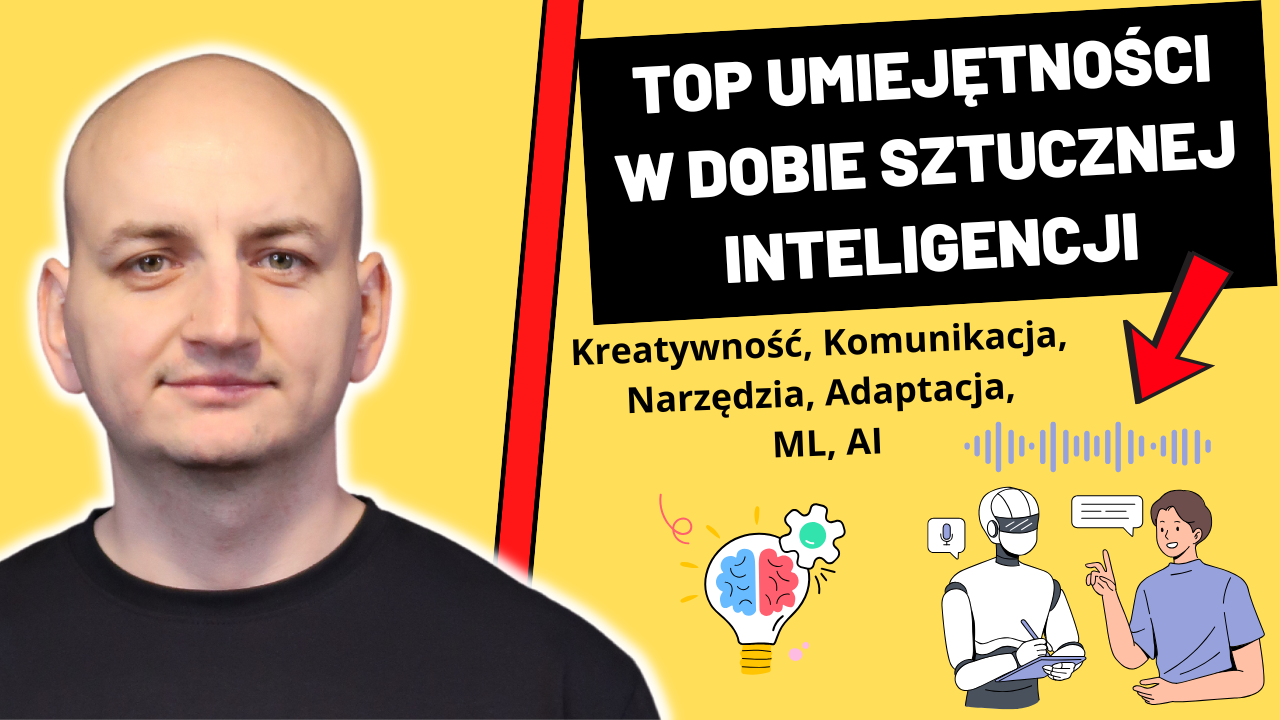 TOP UMIEJĘTNOŚCI
W DOBIE SZTUCZNEJ
INTELIGENCJI
Kreatywność, Komunikacja,
Narzędzia, Adaptacja,
ML, AI